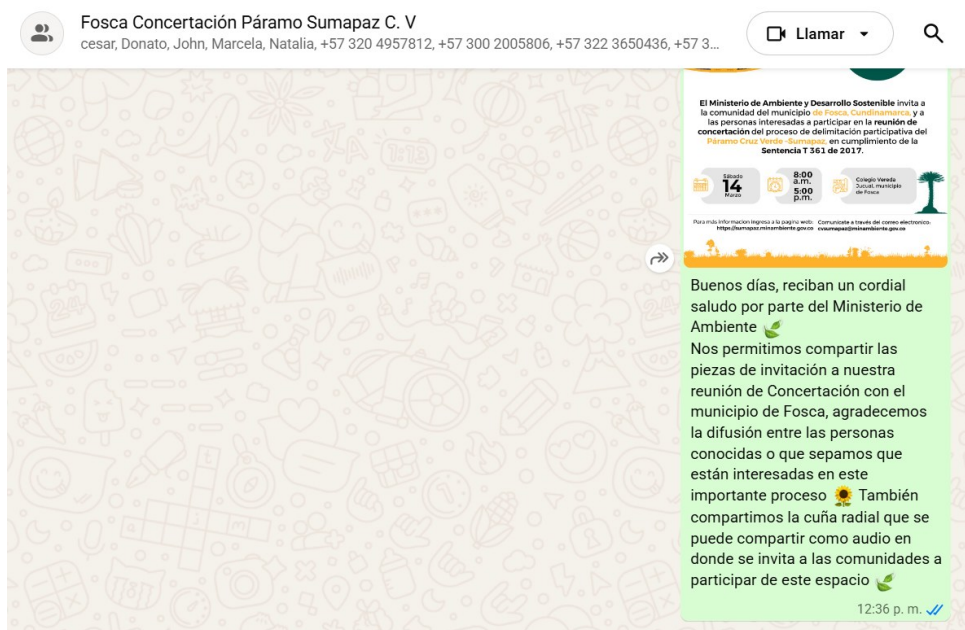 Fosca Concertación Páramo Sumapaz C. V
cesar, Donato, John, Marcela, Natalia, +57 320 4957812, +57 300 2005806, +57 322 3650436, +57 3...
Llamar
El Ministerio de Ambiente y Desarrollo Sostenible invita a
la comunidad del municipio de Fosca, Cundinamarca, y a
las personas interesadas a participar en la reunión de
concertación del proceso de delimitación participativa del
Páramo Cruz Verde -Sumapaz, en cumplimiento de la
Sentencia T 361 de 2017.
Sábado
14
Marzo
8:00
a.m.
5:00
p.m.
Colegio Vereda
Jucual, municipio
de Fosca
Para más informacion ingresa a la pagina web:
https://sumapaz.minambiente.gov.co
Comunicate a través del correo electronico:
cvsumapaz@minambiente.gov.co
Buenos días, reciban un cordial
saludo por parte del Ministerio de
Ambiente 🍃
Nos permitimos compartir las
piezas de invitación a nuestra
reunión de Concertación con el
municipio de Fosca, agradecemos
la difusión entre las personas
conocidas o que sepamos que
están interesadas en este
importante proceso 🌻 También
compartimos la cuña radial que se
puede compartir como audio en
donde se invita a las comunidades a
participar de este espacio 🍃
12:36 p. m.